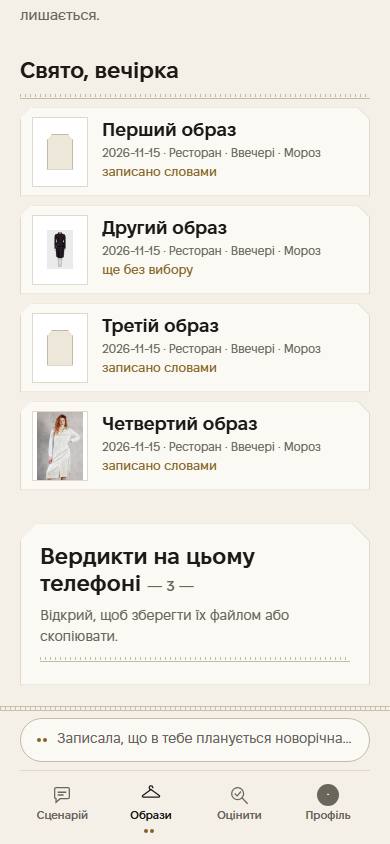 лишається.
Свято, вечірка
Перший образ
2026-11-15 · Ресторан · Ввечері · Мороз
записано словами
Другий образ
2026-11-15 · Ресторан · Ввечері · Мороз
ще без вибору
Третій образ
2026-11-15 · Ресторан · Ввечері · Мороз
записано словами
Четвертий образ
2026-11-15 · Ресторан · Ввечері · Мороз
записано словами
Вердикти на цьому
телефоні — 3 —
Відкрий, щоб зберегти їх файлом або
скопіювати.
Записала, що в тебе планується новорічна...
Сценарій
Образи
Оцінити
Профіль